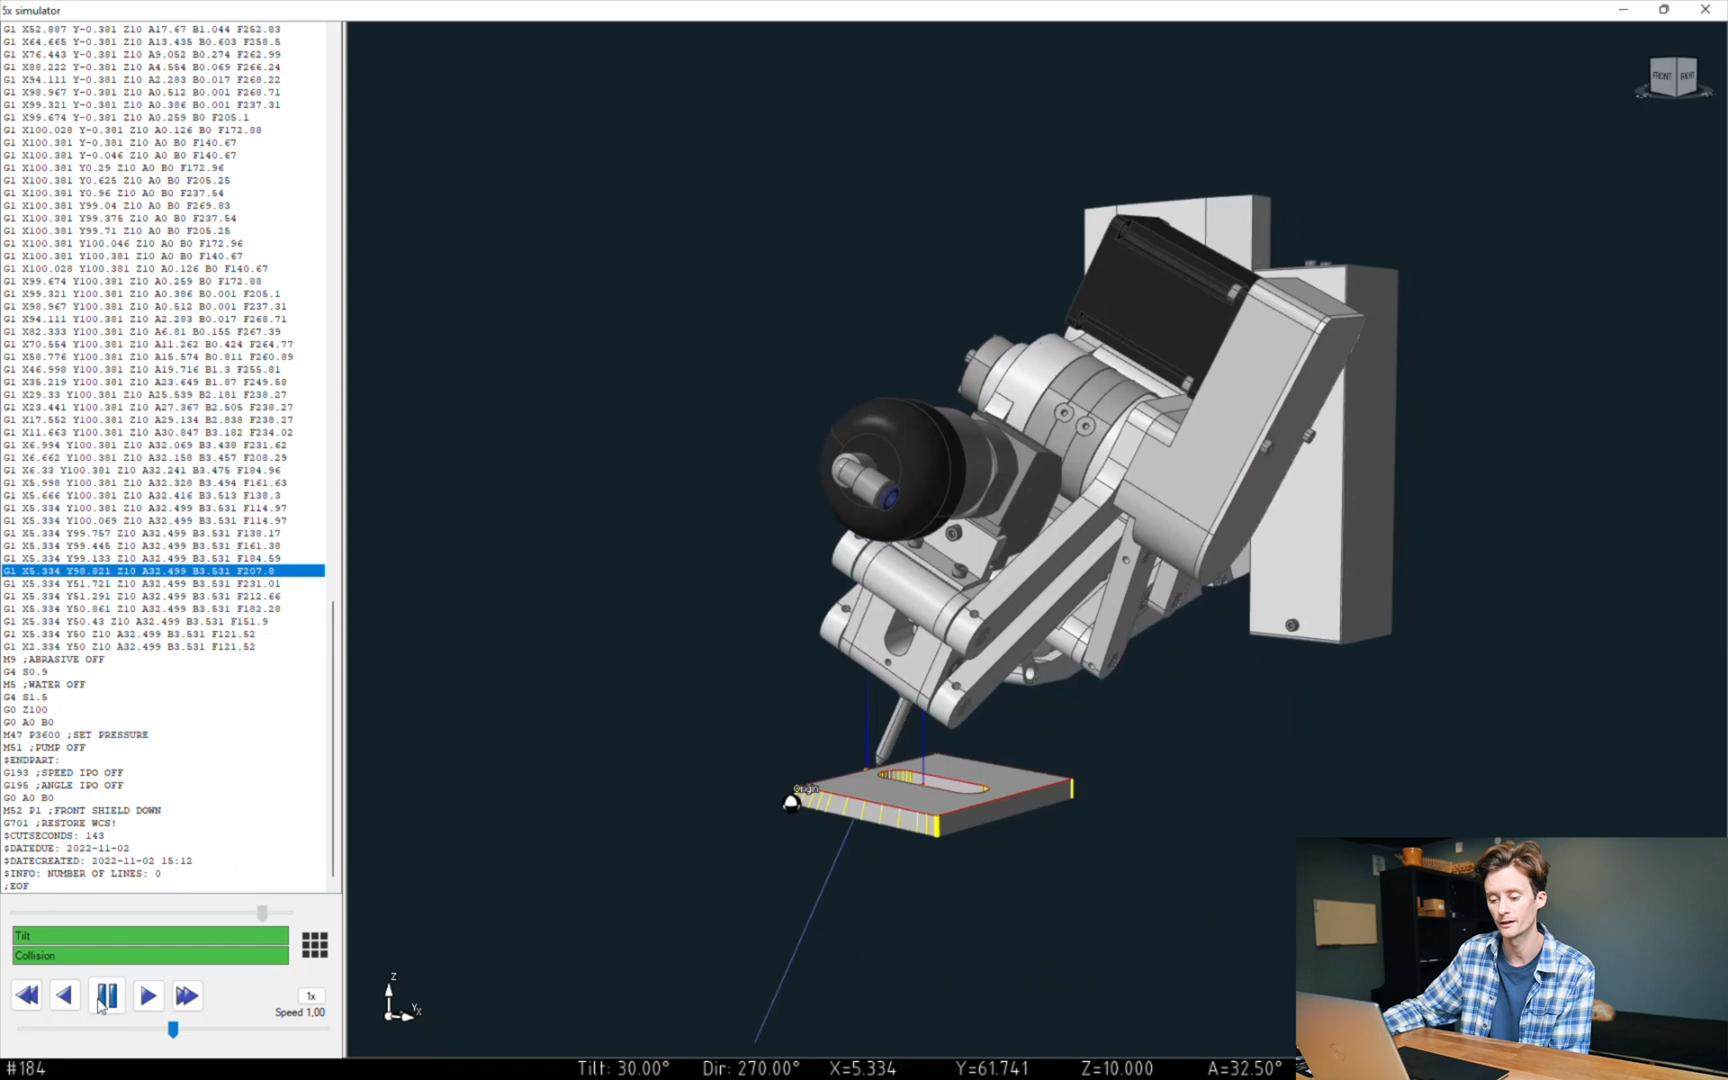 5x simulator
G1 X52.887 Y-0.381 Z10 A17.67 B1.044 F252.83
G1 X64.665 Y-0.381 Z10 A13.435 B0.603 F258.5
G1 X76.443 Y-0.381 Z10 A9.052 B0.274 F262.99
G1 X88.222 Y-0.381 Z10 A4.554 B0.069 F266.24
G1 X94.111 Y-0.381 Z10 A2.283 B0.017 F268.22
G1 X98.967 Y-0.381 Z10 A0.512 B0.001 F268.71
G1 X99.321 Y-0.381 Z10 A0.386 B0.001 F237.31
G1 X99.674 Y-0.381 Z10 A0.259 B0 F205.1
G1 X100.028 Y-0.381 Z10 A0.126 B0 F172.88
G1 X100.381 Y-0.381 Z10 A0 B0 F140.67
G1 X100.381 Y-0.046 Z10 A0 B0 F140.67
G1 X100.381 Y0.29 Z10 A0 B0 F172.96
G1 X100.381 Y0.625 Z10 A0 B0 F205.25
G1 X100.381 Y0.96 Z10 A0 B0 F237.54
G1 X100.381 Y99.04 Z10 A0 B0 F269.83
G1 X100.381 Y99.375 Z10 A0 B0 F237.54
G1 X100.381 Y99.71 Z10 A0 B0 F205.25
G1 X100.381 Y100.046 Z10 A0 B0 F172.96
G1 X100.381 Y100.381 Z10 A0 B0 F140.67
G1 X100.028 Y100.381 Z10 A0.126 B0 F140.67
G1 X99.674 Y100.381 Z10 A0.259 B0 F172.88
G1 X99.321 Y100.381 Z10 A0.386 B0.001 F205.1
G1 X98.967 Y100.381 Z10 A0.512 B0.001 F237.31
G1 X94.111 Y100.381 Z10 A2.283 B0.017 F268.71
G1 X82.333 Y100.381 Z10 A6.81 B0.155 F267.39
G1 X70.554 Y100.381 Z10 A11.262 B0.424 F264.77
G1 X58.776 Y100.381 Z10 A15.574 B0.811 F260.89
G1 X46.998 Y100.381 Z10 A19.716 B1.3 F255.81
G1 X35.219 Y100.381 Z10 A23.649 B1.87 F249.58
G1 X29.33 Y100.381 Z10 A25.539 B2.181 F238.27
G1 X23.441 Y100.381 Z10 A27.367 B2.505 F238.27
G1 X17.552 Y100.381 Z10 A29.134 B2.838 F238.27
G1 X11.663 Y100.381 Z10 A30.847 B3.182 F234.02
G1 X6.994 Y100.381 Z10 A32.069 B3.438 F231.62
G1 X6.662 Y100.381 Z10 A32.158 B3.457 F208.29
G1 X6.33 Y100.381 Z10 A32.241 B3.475 F184.96
G1 X5.998 Y100.381 Z10 A32.328 B3.494 F161.63
G1 X5.666 Y100.381 Z10 A32.416 B3.513 F138.3
G1 X5.334 Y100.381 Z10 A32.499 B3.531 F114.97
G1 X5.334 Y100.069 Z10 A32.499 B3.531 F114.97
G1 X5.334 Y99.757 Z10 A32.499 B3.531 F138.17
G1 X5.334 Y99.445 Z10 A32.499 B3.531 F161.38
G1 X5.334 Y99.133 Z10 A32.499 B3.531 F184.59
G1 X5.334 Y98.821 Z10 A32.499 B3.531 F207.8
G1 X5.334 Y51.721 Z10 A32.499 B3.531 F231.01
G1 X5.334 Y51.291 Z10 A32.499 B3.531 F212.66
G1 X5.334 Y50.861 Z10 A32.499 B3.531 F182.28
G1 X5.334 Y50.43 Z10 A32.499 B3.531 F151.9
G1 X5.334 Y50 Z10 A32.499 B3.531 F121.52
G1 X2.334 Y50 Z10 A32.499 B3.531 F121.52
M9 ;ABRASIVE OFF
G4 S0.9
M5 ;WATER OFF
G4 S1.5
G0 Z100
G0 A0 B0
M47 P3600 ;SET PRESSURE
M51 ;PUMP OFF
$ENDPART:
G193 ;SPEED IPO OFF
G195 ;ANGLE IPO OFF
G0 A0 B0
M52 P1 ;FRONT SHIELD DOWN
G701 ;RESTORE WCS!
$CUTSECONDS: 143
$DATEDUE: 2022-11-02
$DATECREATED: 2022-11-02 15:12
$INFO: NUMBER OF LINES: 0
;EOF
Tilt
Collision
1x
Speed 1,00
FRONT RIGHT
Origin
Z
Y X
#184 Tilt: 30.00° Dir: 270.00° X=5.334 Y=61.741 Z=10.000 A=32.50°